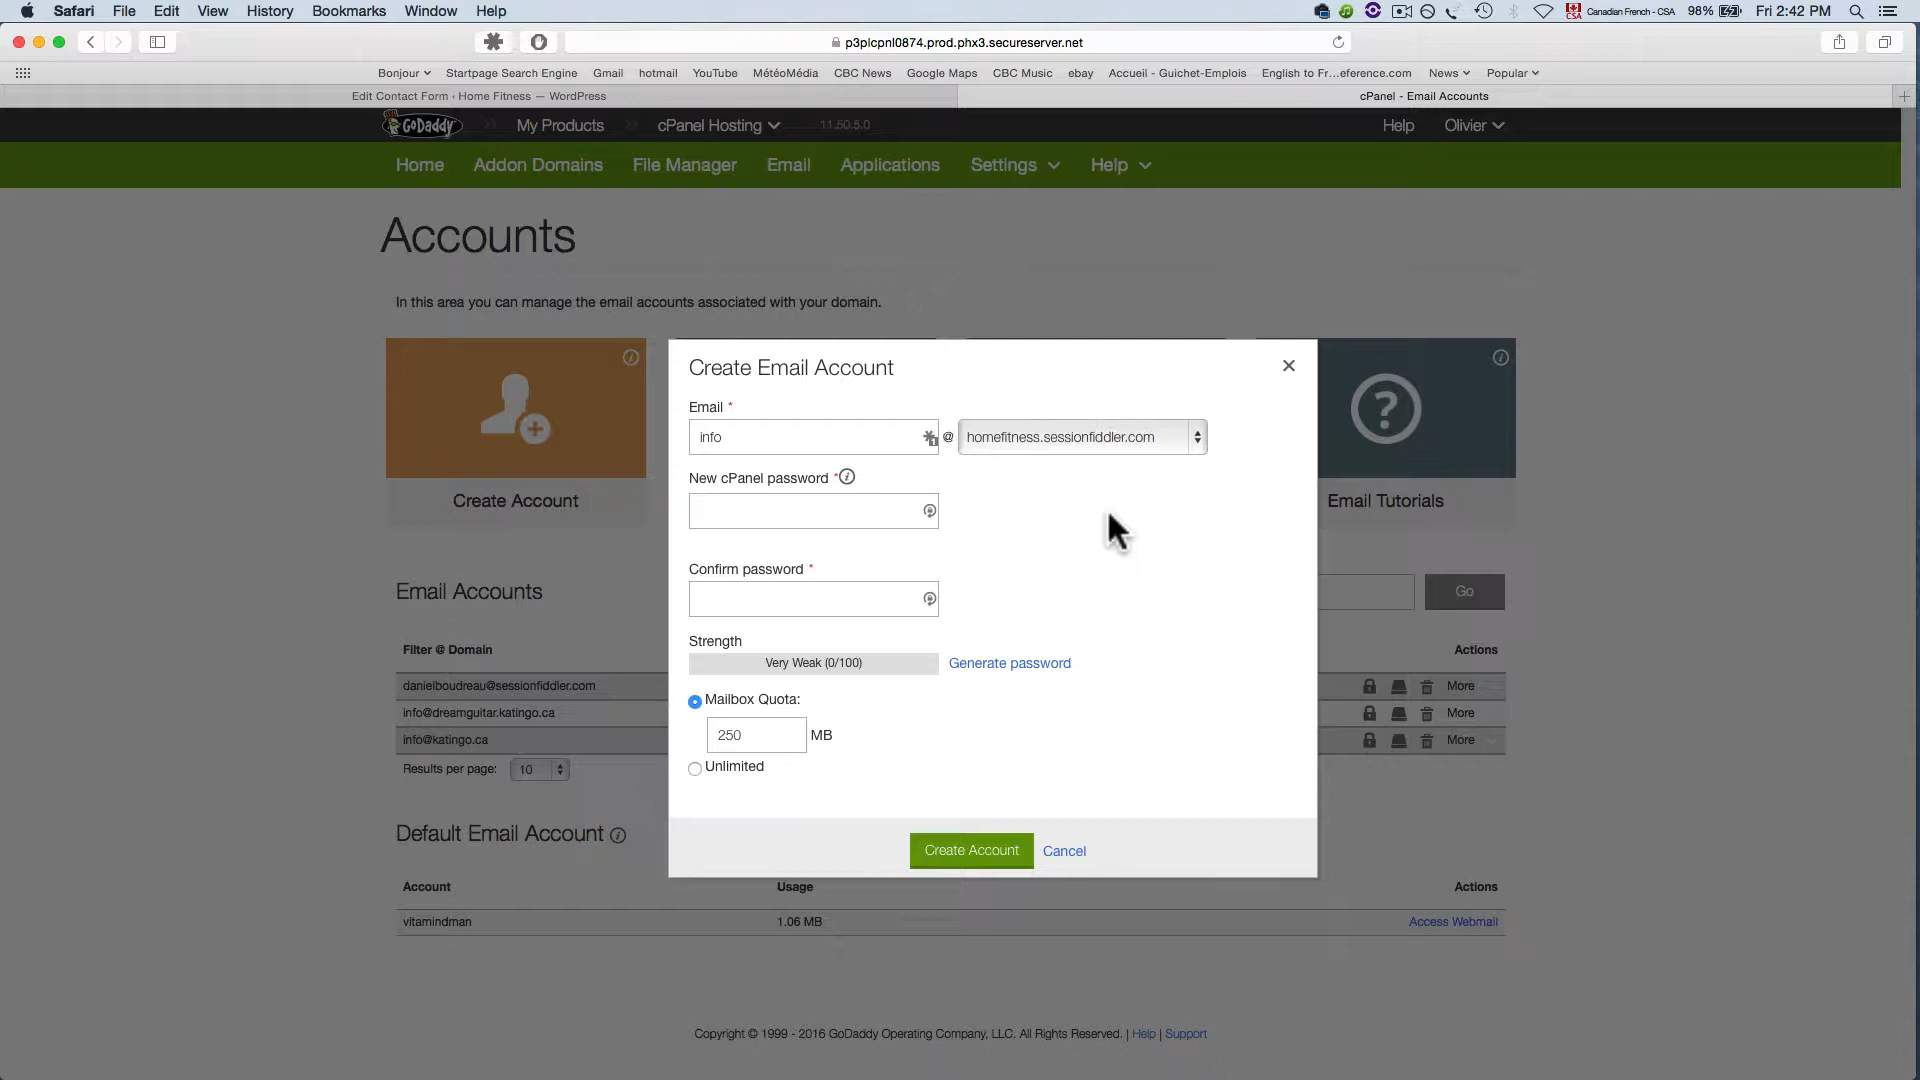 Safari File Edit View History Bookmarks Window Help Canadian French - CSA 98% Fri 2:42 PM
p3plcpnl0874.prod.phx3.secureserver.net
Bonjour Startpage Search Engine Gmail hotmail YouTube MétéoMédia CBC News Google Maps CBC Music ebay Accueil - Guichet-Emplois English to Fr...eference.com News Popular
Edit Contact Form ‹ Home Fitness — WordPress cPanel - Email Accounts
GoDaddy My Products cPanel Hosting 11.50.5.0 Help Olivier
Home Addon Domains File Manager Email Applications Settings Help
Accounts
In this area you can manage the email accounts associated with your domain.
Create Email Account
Email *
info @ homefitness.sessionfiddler.com
New cPanel password *
Create Account Email Tutorials
Confirm password *
Email Accounts Go
Strength
Filter @ Domain Actions
Very Weak (0/100) Generate password
danielboudreau@sessionfiddler.com More
Mailbox Quota:
info@dreamguitar.katingo.ca More
250 MB
info@katingo.ca More
Results per page: 10
Unlimited
Default Email Account
Create Account Cancel
Account Usage Actions
vitamindman 1.06 MB Access Webmail
Copyright © 1999 - 2016 GoDaddy Operating Company, LLC. All Rights Reserved. | Help | Support